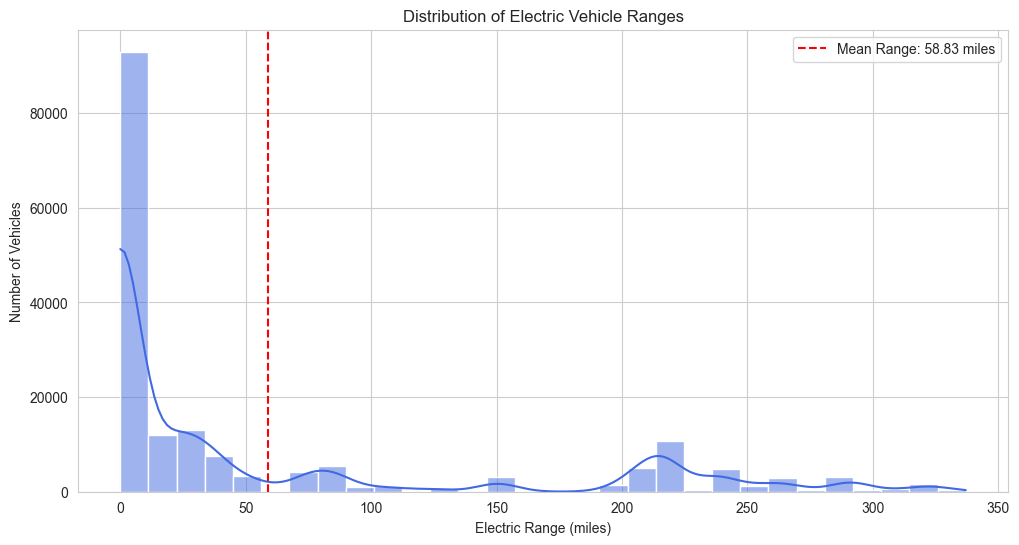 Distribution of Electric Vehicle Ranges
Mean Range: 58.83 miles
Number of Vehicles
80000
60000
40000
20000
0
0 50 100 150 200 250 300 350
Electric Range (miles)